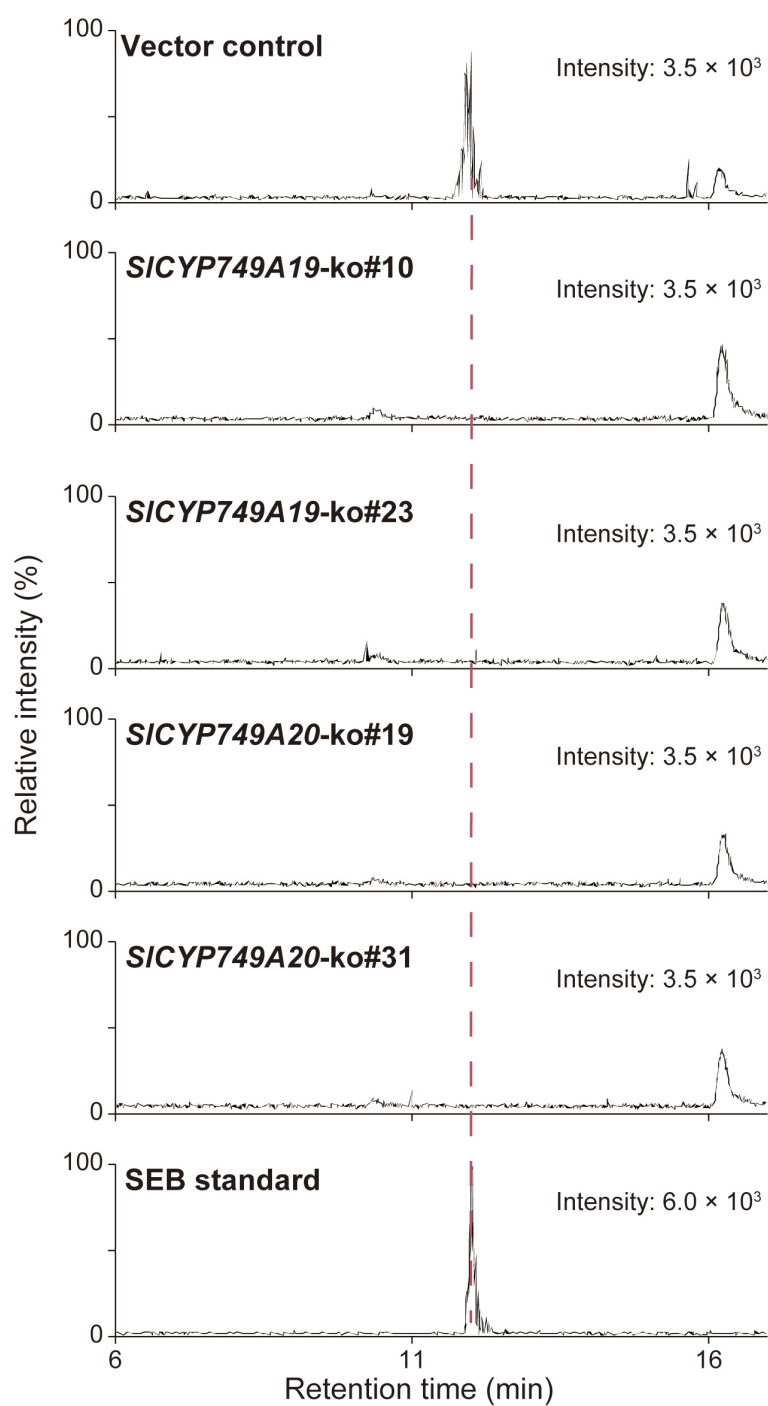 100
Vector control
Intensity: 3.5 × 10³
0
100
SlCYP749A19-ko#10
Intensity: 3.5 × 10³
0
100
SlCYP749A19-ko#23
Intensity: 3.5 × 10³
0
Relative intensity (%)
100
SlCYP749A20-ko#19
Intensity: 3.5 × 10³
0
100
SlCYP749A20-ko#31
Intensity: 3.5 × 10³
0
100
SEB standard
Intensity: 6.0 × 10³
0
6 11 16
Retention time (min)